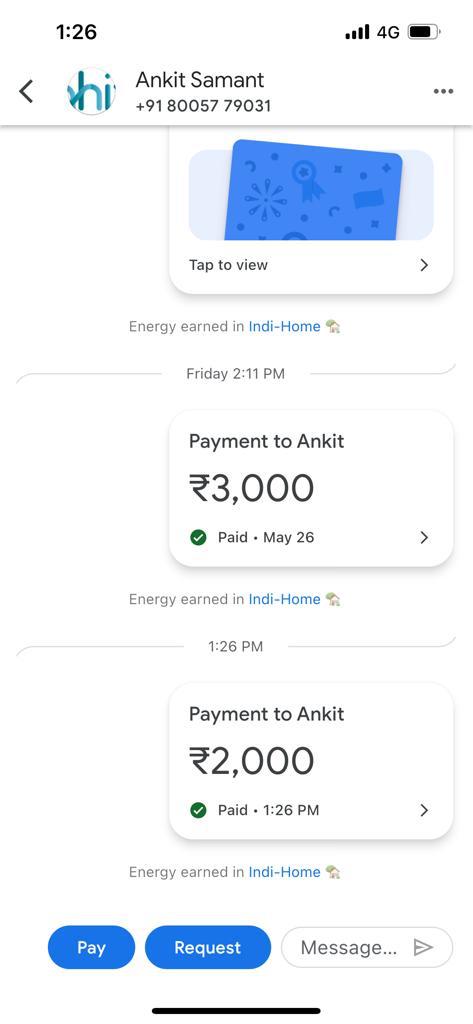 1:26
4G
hi
Ankit Samant
+91 80057 79031
Tap to view
Energy earned in Indi-Home
Friday 2:11 PM
Payment to Ankit
₹3,000
Paid • May 26
Energy earned in Indi-Home
1:26 PM
Payment to Ankit
₹2,000
Paid • 1:26 PM
Energy earned in Indi-Home
Pay
Request
Message...